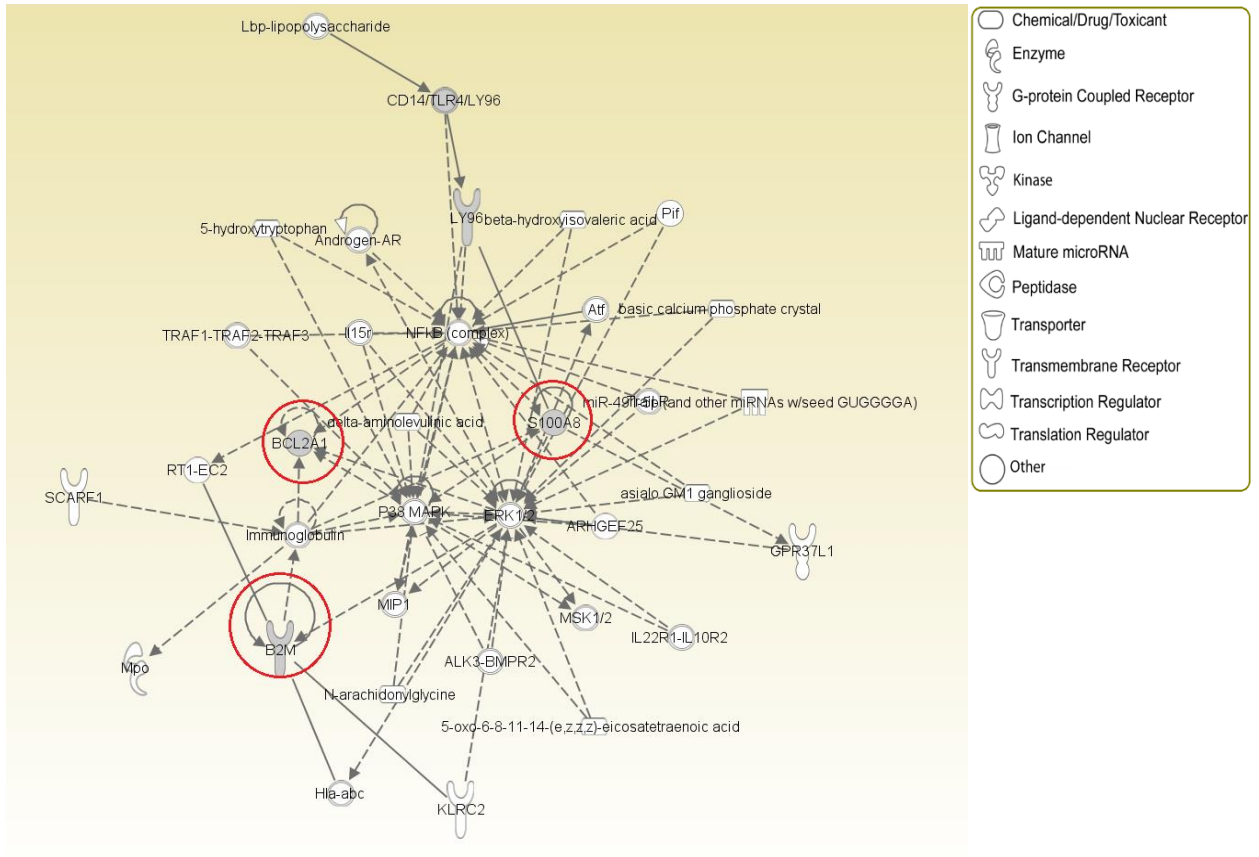 Lbp-lipopolysaccharide
CD14/TLR4/LY96
LY96
beta-hydroxyisovaleric acid
Pif
5-hydroxytryptophan
Androgen-AR
Atf
basic calcium phosphate crystal
TRAF1-TRAF2-TRAF3
Il15r
NFkB (complex)
delta-aminolevulinic acid
S100A8
and other miRNAs w/seed GUGGGGA)
BCL2A1
RT1-EC2
SCARF1
asialo GM1 ganglioside
P38 MAPK
ERK1/2
ARHGEF25
Immunoglobulin
GPR37L1
MIP1
MSK1/2
IL22R1-IL10R2
B2M
Mpo
ALK3-BMPR2
N-arachidonylglycine
5-oxo-6-8-11-14-(e,z,z,z)-eicosatetraenoic acid
Hla-abc
KLRC2
Chemical/Drug/Toxicant
Enzyme
G-protein Coupled Receptor
Ion Channel
Kinase
Ligand-dependent Nuclear Receptor
Mature microRNA
Peptidase
Transporter
Transmembrane Receptor
Transcription Regulator
Translation Regulator
Other